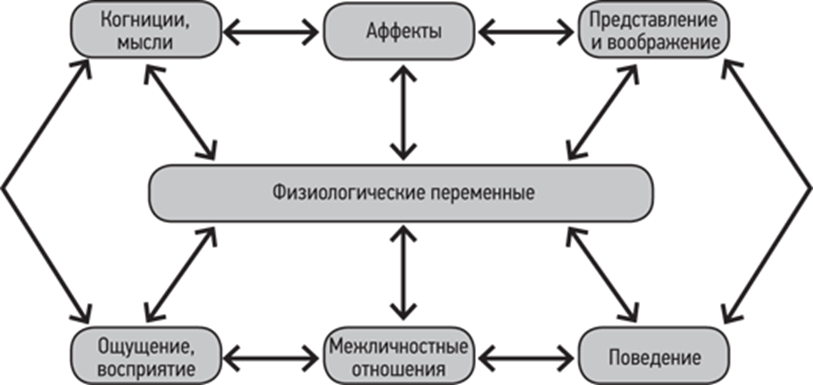 Когниции,
мысли
Аффекты
Представление
и воображение
Физиологические переменные
Ощущение,
восприятие
Межличностные
отношения
Поведение